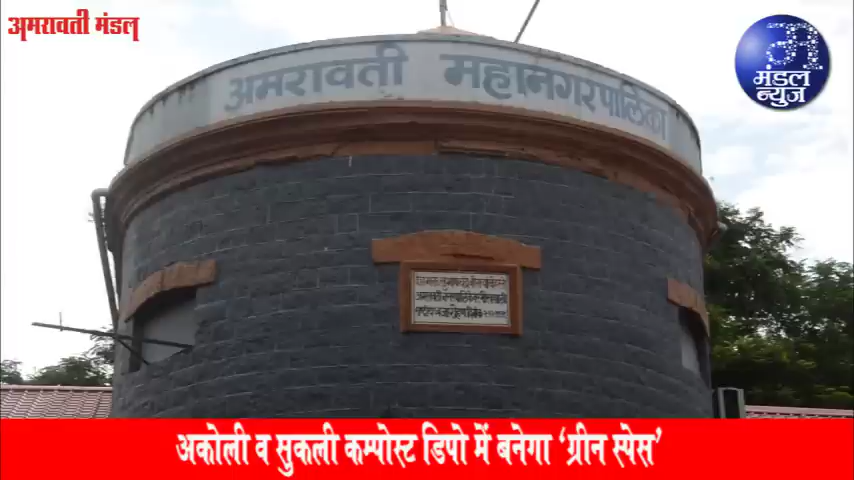 अमरावती मंडल
मंडल
न्यूज
अमरावती महानगरपालिका
अकोली व सुकली कम्पोस्ट डिपो में बनेगा ‘ग्रीन स्पेस’